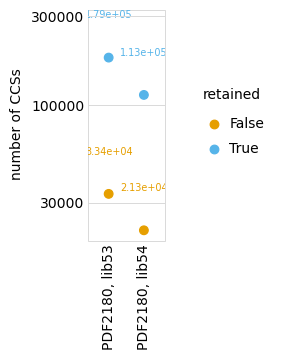 300000
100000
30000
number of CCSs
.79e+05
1.13e+05
3.34e+04
2.13e+04
PDF2180, lib53
PDF2180, lib54
retained
False
True